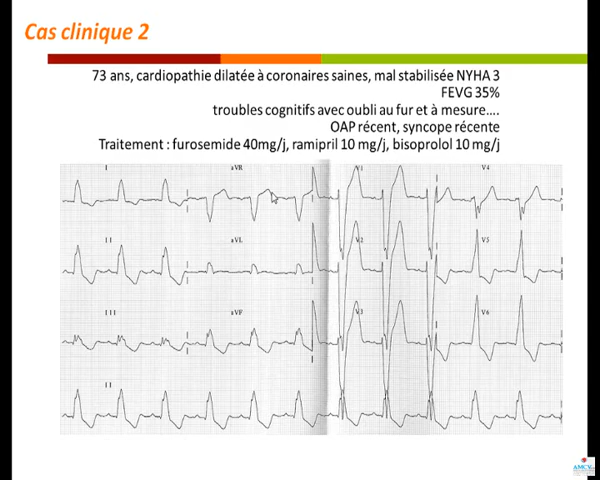 Cas clinique 2
73 ans, cardiopathie dilatée à coronaires saines, mal stabilisée NYHA 3
FEVG 35%
troubles cognitifs avec oubli au fur et à mesure....
OAP récent, syncope récente
Traitement : furosemide 40mg/j, ramipril 10 mg/j, bisoprolol 10 mg/j
I aVR V1 V4
II aVL V2 V5
III aVF V3 V6
II
AMCV